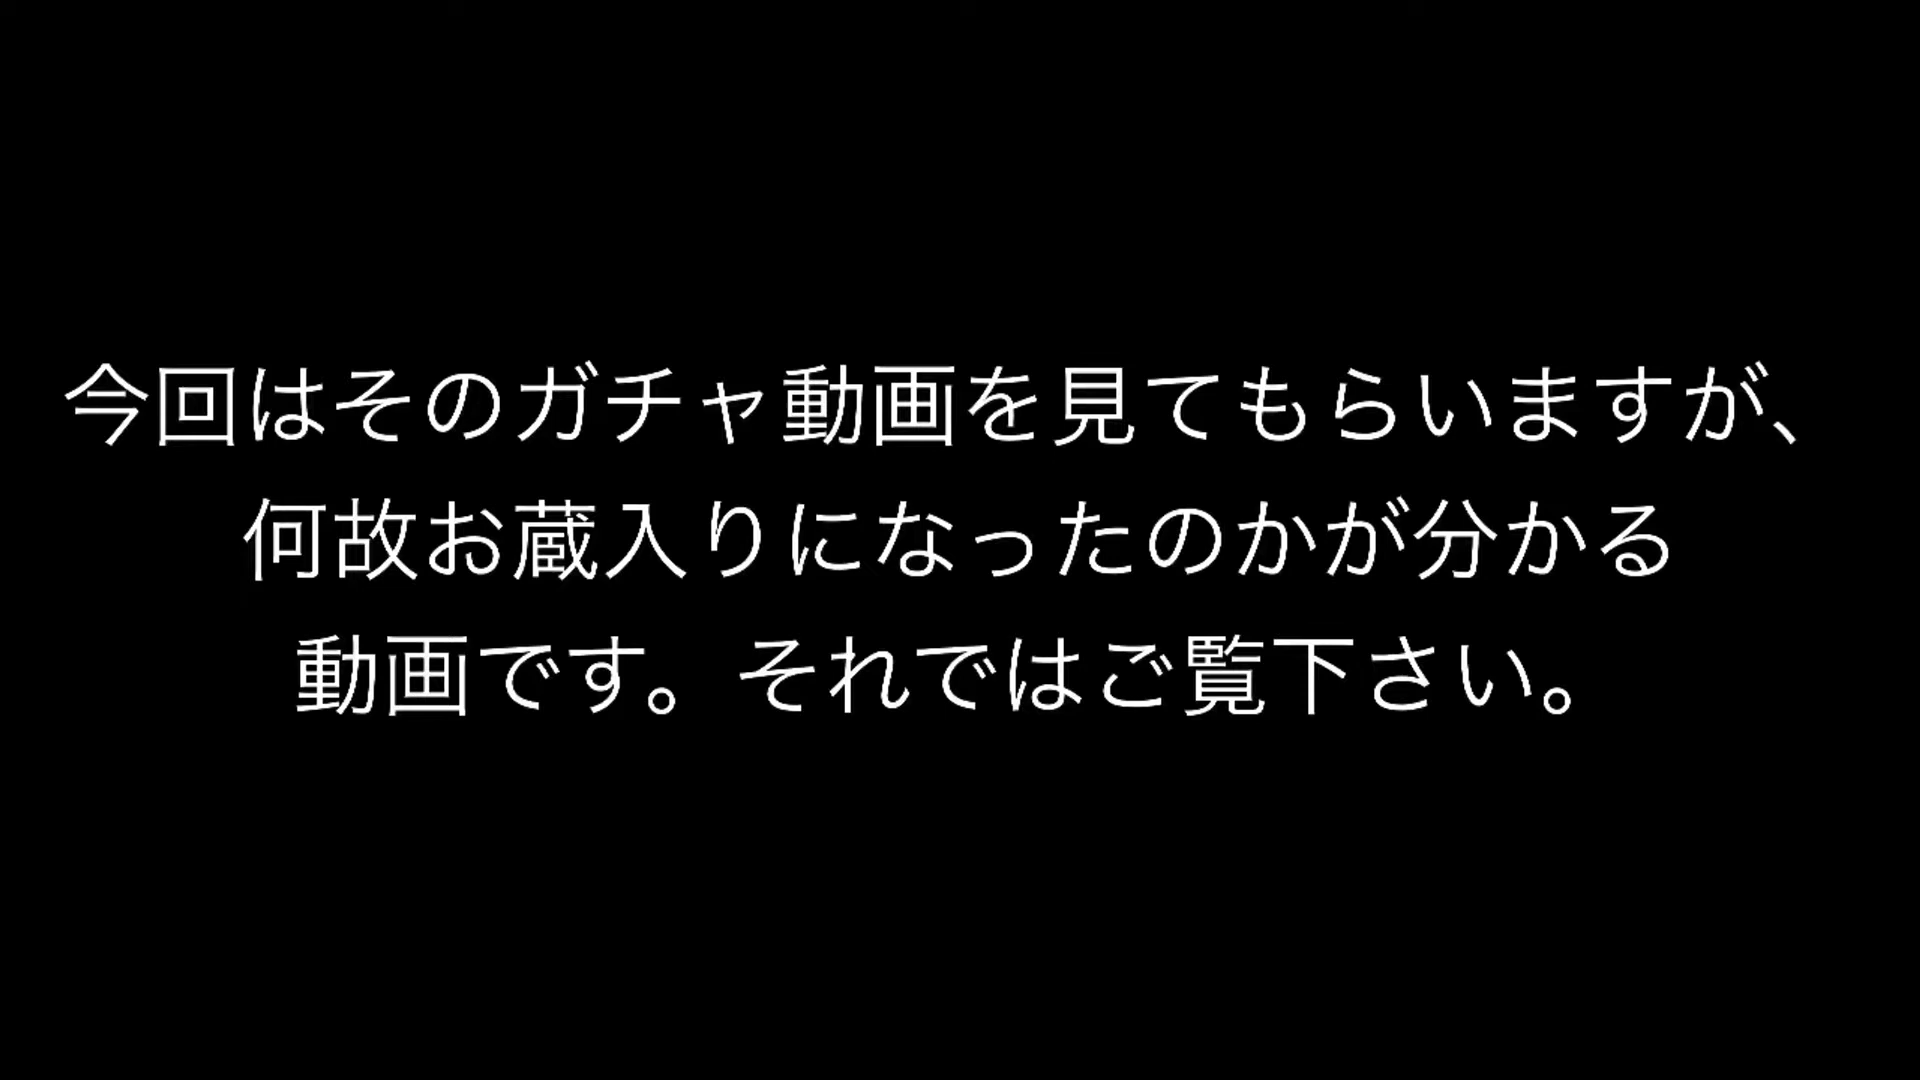 今回はそのガチャ動画を見てもらいますが、
何故お蔵入りになったのかが分かる
動画です。それではご覧下さい。